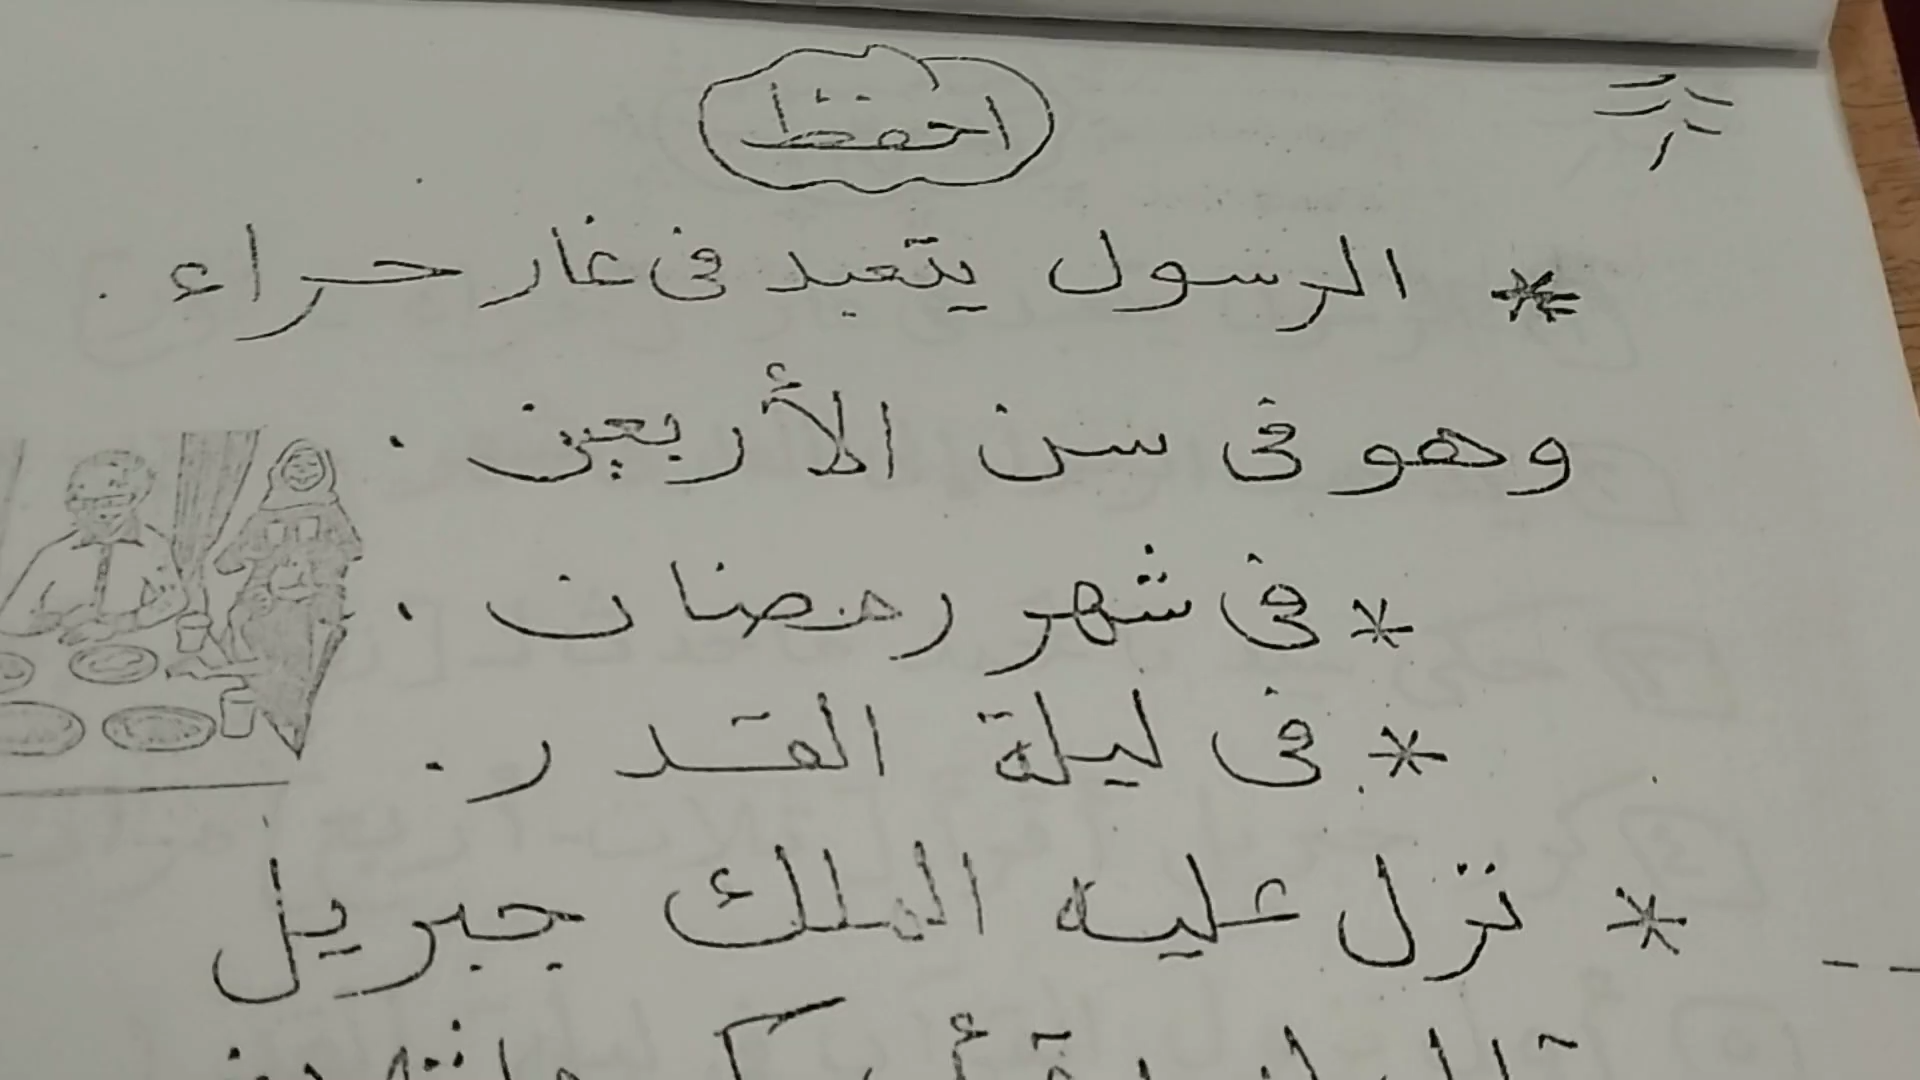 احفظ
* الرسول يتعبد فى غار حراء .
وهو فى سن الأربعين .
* فى شهر رمضان .
* فى ليلة القدر .
* نزل عليه الملك جبريل